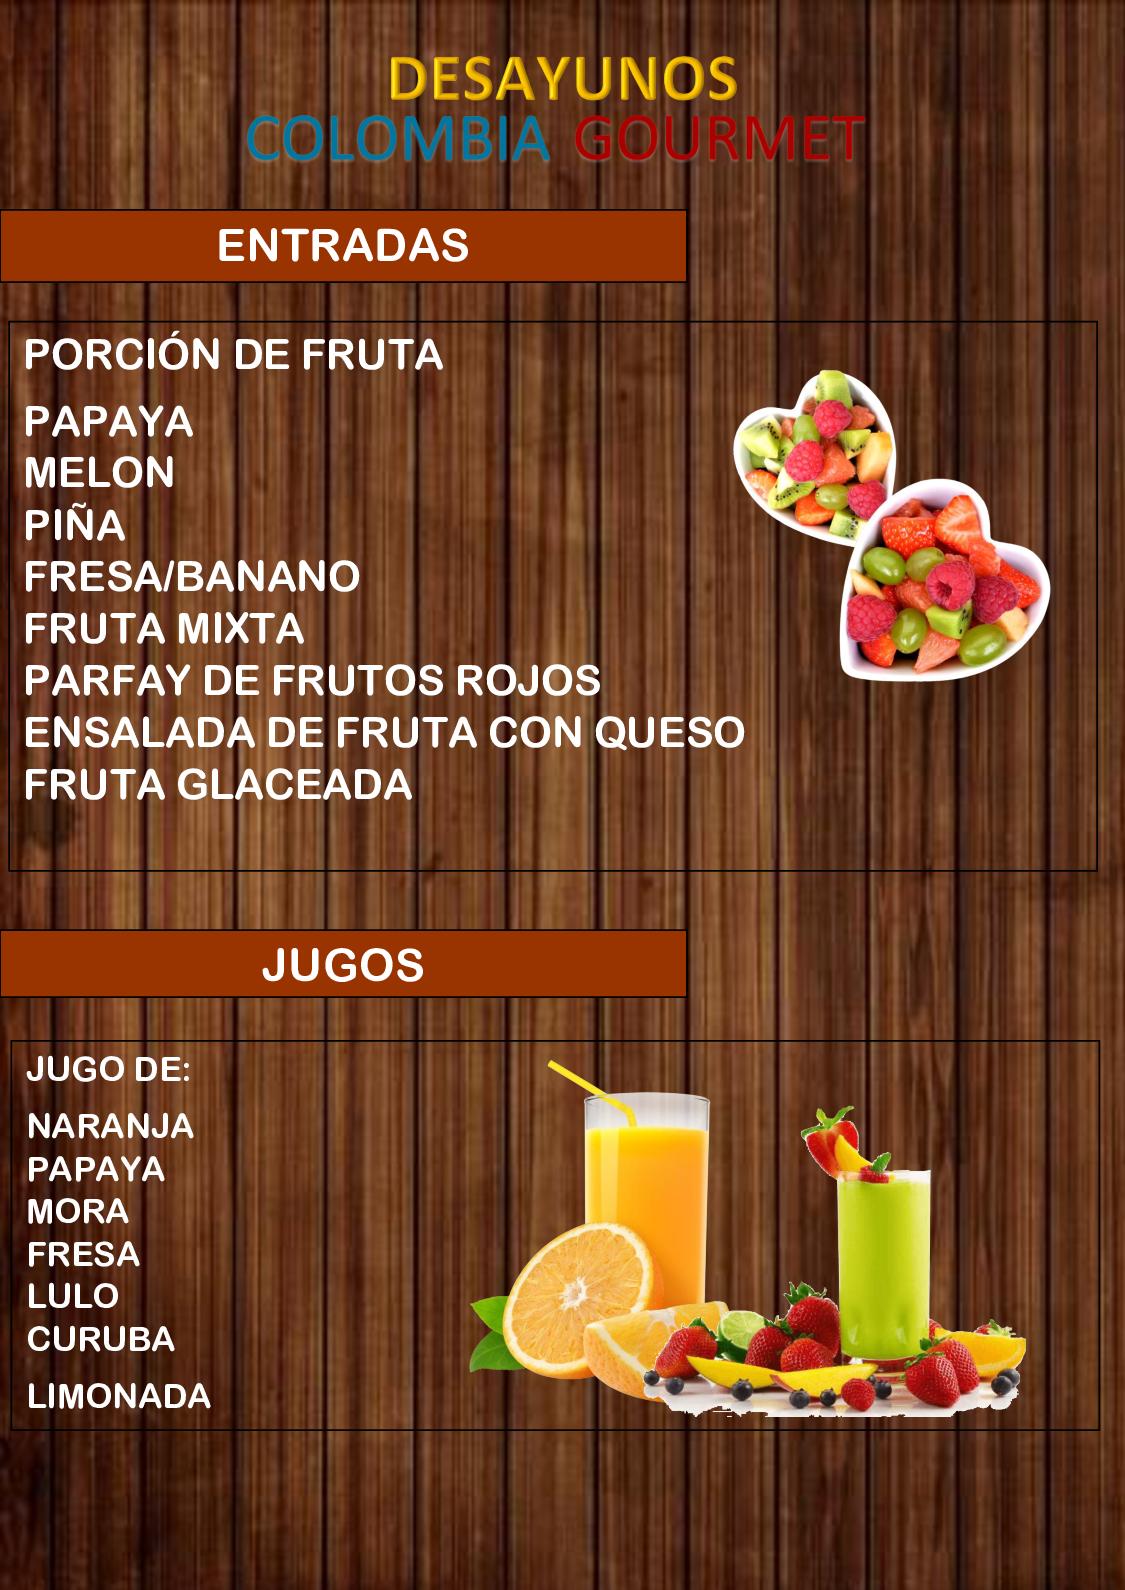 DESAYUNOS
COLOMBIA GOURMET
ENTRADAS
PORCIÓN DE FRUTA
PAPAYA
MELON
PIÑA
FRESA/BANANO
FRUTA MIXTA
PARFAY DE FRUTOS ROJOS
ENSALADA DE FRUTA CON QUESO
FRUTA GLACEADA
JUGOS
JUGO DE:
NARANJA
PAPAYA
MORA
FRESA
LULO
CURUBA
LIMONADA